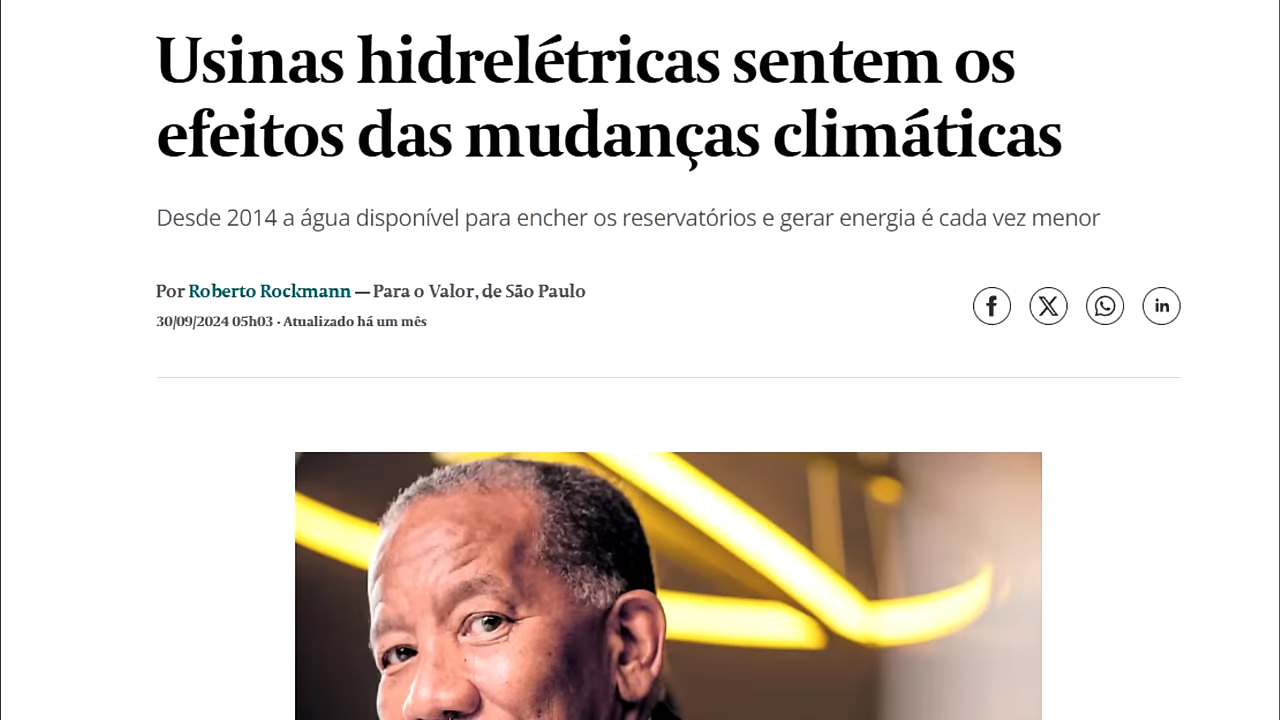 Usinas hidrelétricas sentem os
efeitos das mudanças climáticas
Desde 2014 a água disponível para encher os reservatórios e gerar energia é cada vez menor
Por Roberto Rockmann — Para o Valor, de São Paulo
30/09/2024 05h03 · Atualizado há um mês